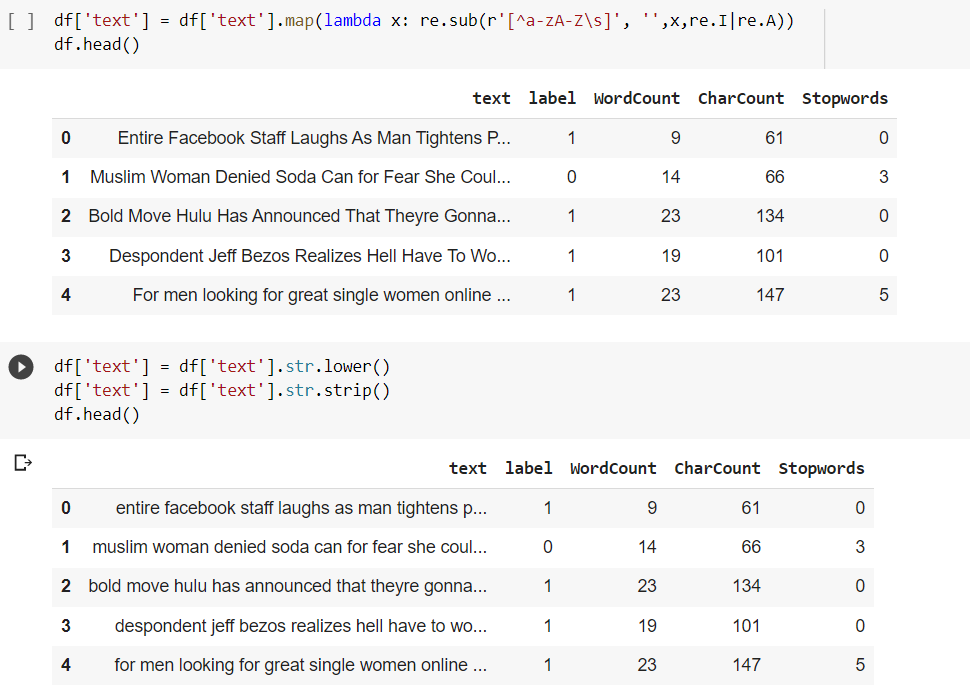 [ ] df['text'] = df['text'].map(lambda x: re.sub(r'[^a-zA-Z\s]', '',x,re.I|re.A))
df.head()
text label WordCount CharCount Stopwords
0 Entire Facebook Staff Laughs As Man Tightens P... 1 9 61 0
1 Muslim Woman Denied Soda Can for Fear She Coul... 0 14 66 3
2 Bold Move Hulu Has Announced That Theyre Gonna... 1 23 134 0
3 Despondent Jeff Bezos Realizes Hell Have To Wo... 1 19 101 0
4 For men looking for great single women online ... 1 23 147 5
df['text'] = df['text'].str.lower()
df['text'] = df['text'].str.strip()
df.head()
text label WordCount CharCount Stopwords
0 entire facebook staff laughs as man tightens p... 1 9 61 0
1 muslim woman denied soda can for fear she coul... 0 14 66 3
2 bold move hulu has announced that theyre gonna... 1 23 134 0
3 despondent jeff bezos realizes hell have to wo... 1 19 101 0
4 for men looking for great single women online ... 1 23 147 5